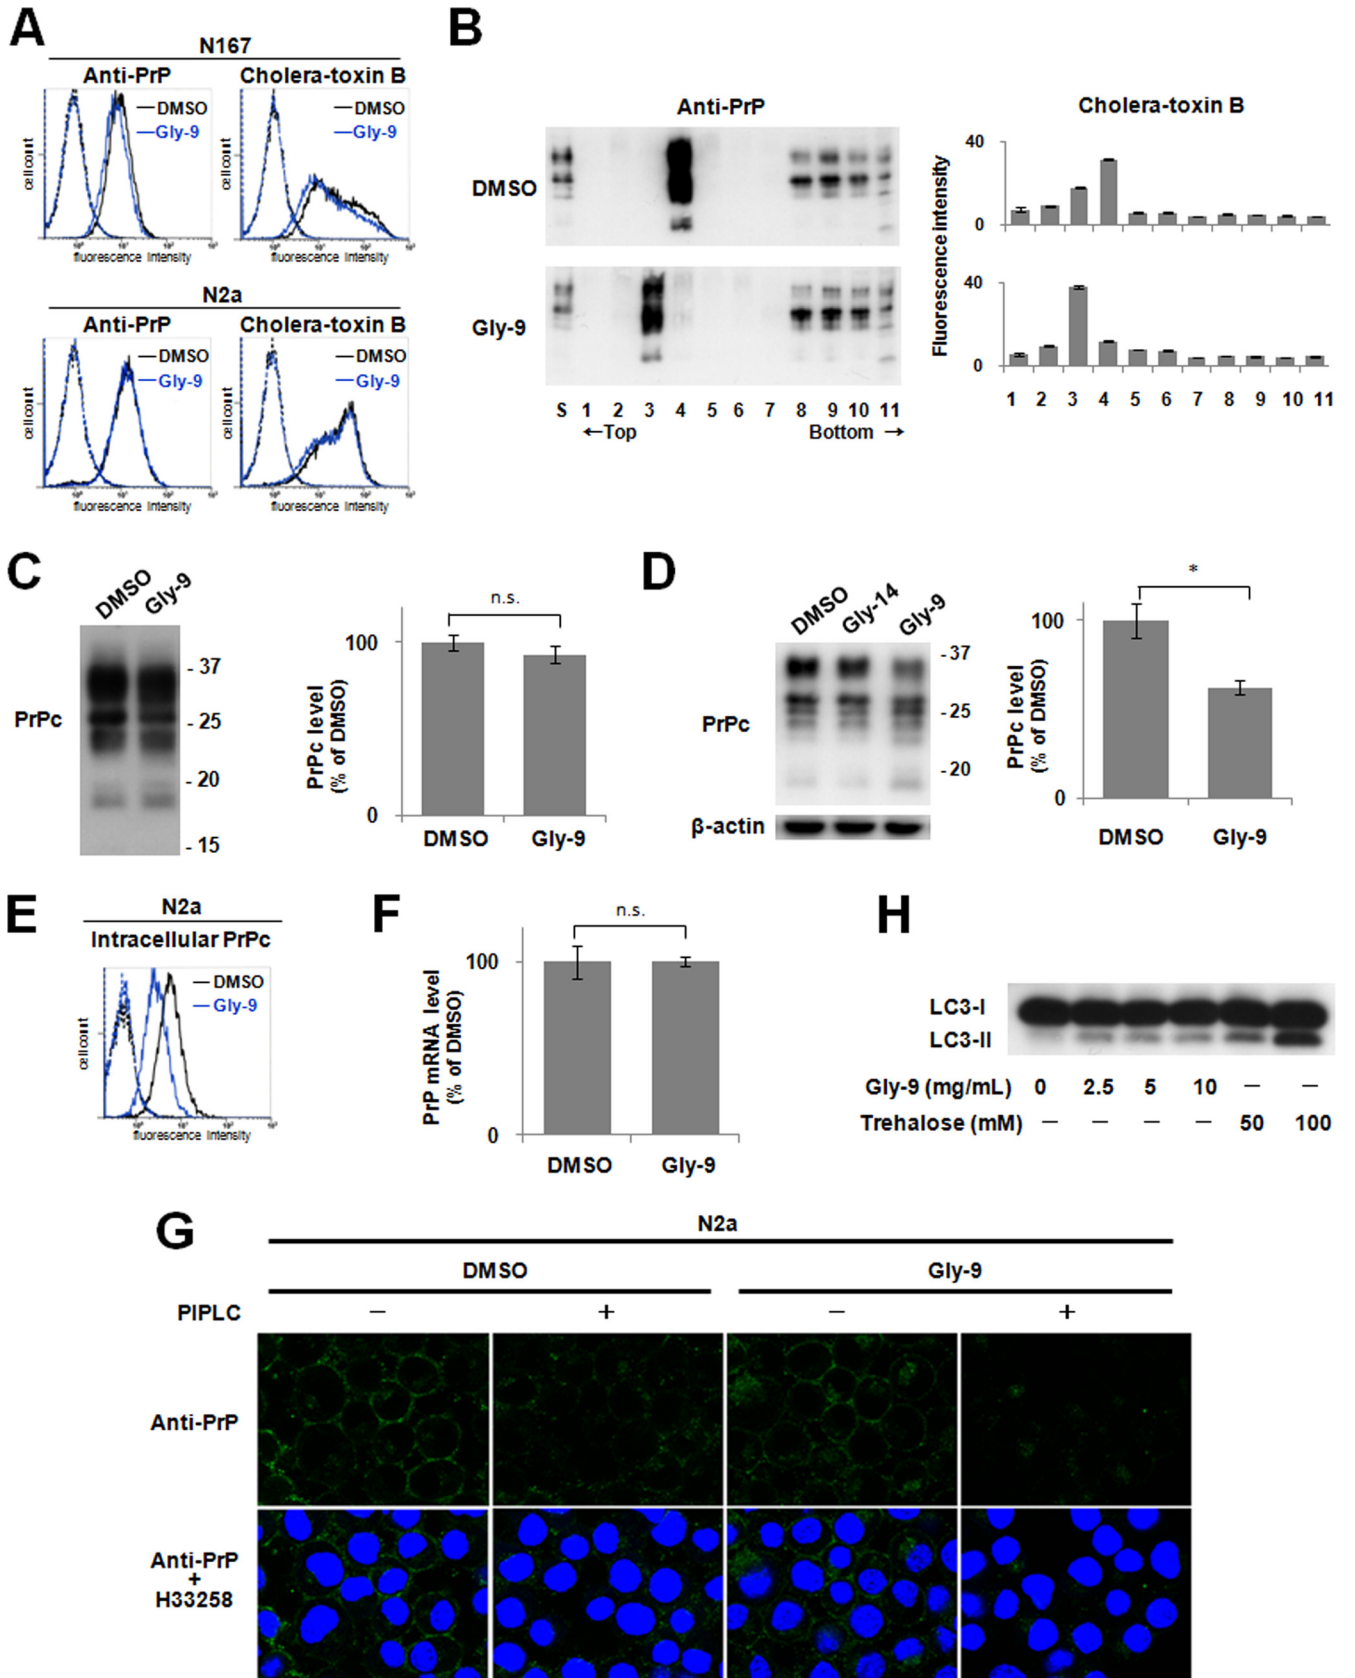 A
N167
Anti-PrP
Cholera-toxin B
DMSO
Gly-9
DMSO
Gly-9
cell count
cell count
fluorescence intensity
fluorescence intensity
N2a
Anti-PrP
Cholera-toxin B
DMSO
Gly-9
DMSO
Gly-9
cell count
cell count
fluorescence intensity
fluorescence intensity
B
Anti-PrP
DMSO
Gly-9
S 1 2 3 4 5 6 7 8 9 10 11
←Top
Bottom →
Cholera-toxin B
Fluorescence intensity
40
0
40
0
1 2 3 4 5 6 7 8 9 10 11
C
DMSO
Gly-9
PrPc
- 37
- 25
- 20
- 15
n.s.
PrPc level
(% of DMSO)
100
0
DMSO
Gly-9
D
DMSO
Gly-14
Gly-9
PrPc
- 37
- 25
- 20
β-actin
*
PrPc level
(% of DMSO)
100
0
DMSO
Gly-9
E
N2a
Intracellular PrPc
DMSO
Gly-9
cell count
fluorescence intensity
F
n.s.
PrP mRNA level
(% of DMSO)
100
0
DMSO
Gly-9
H
LC3-I
LC3-II
Gly-9 (mg/mL) 0 2.5 5 10 — —
Trehalose (mM) — — — — 50 100
G
N2a
DMSO
Gly-9
PIPLC — + — +
Anti-PrP
Anti-PrP
+
H33258